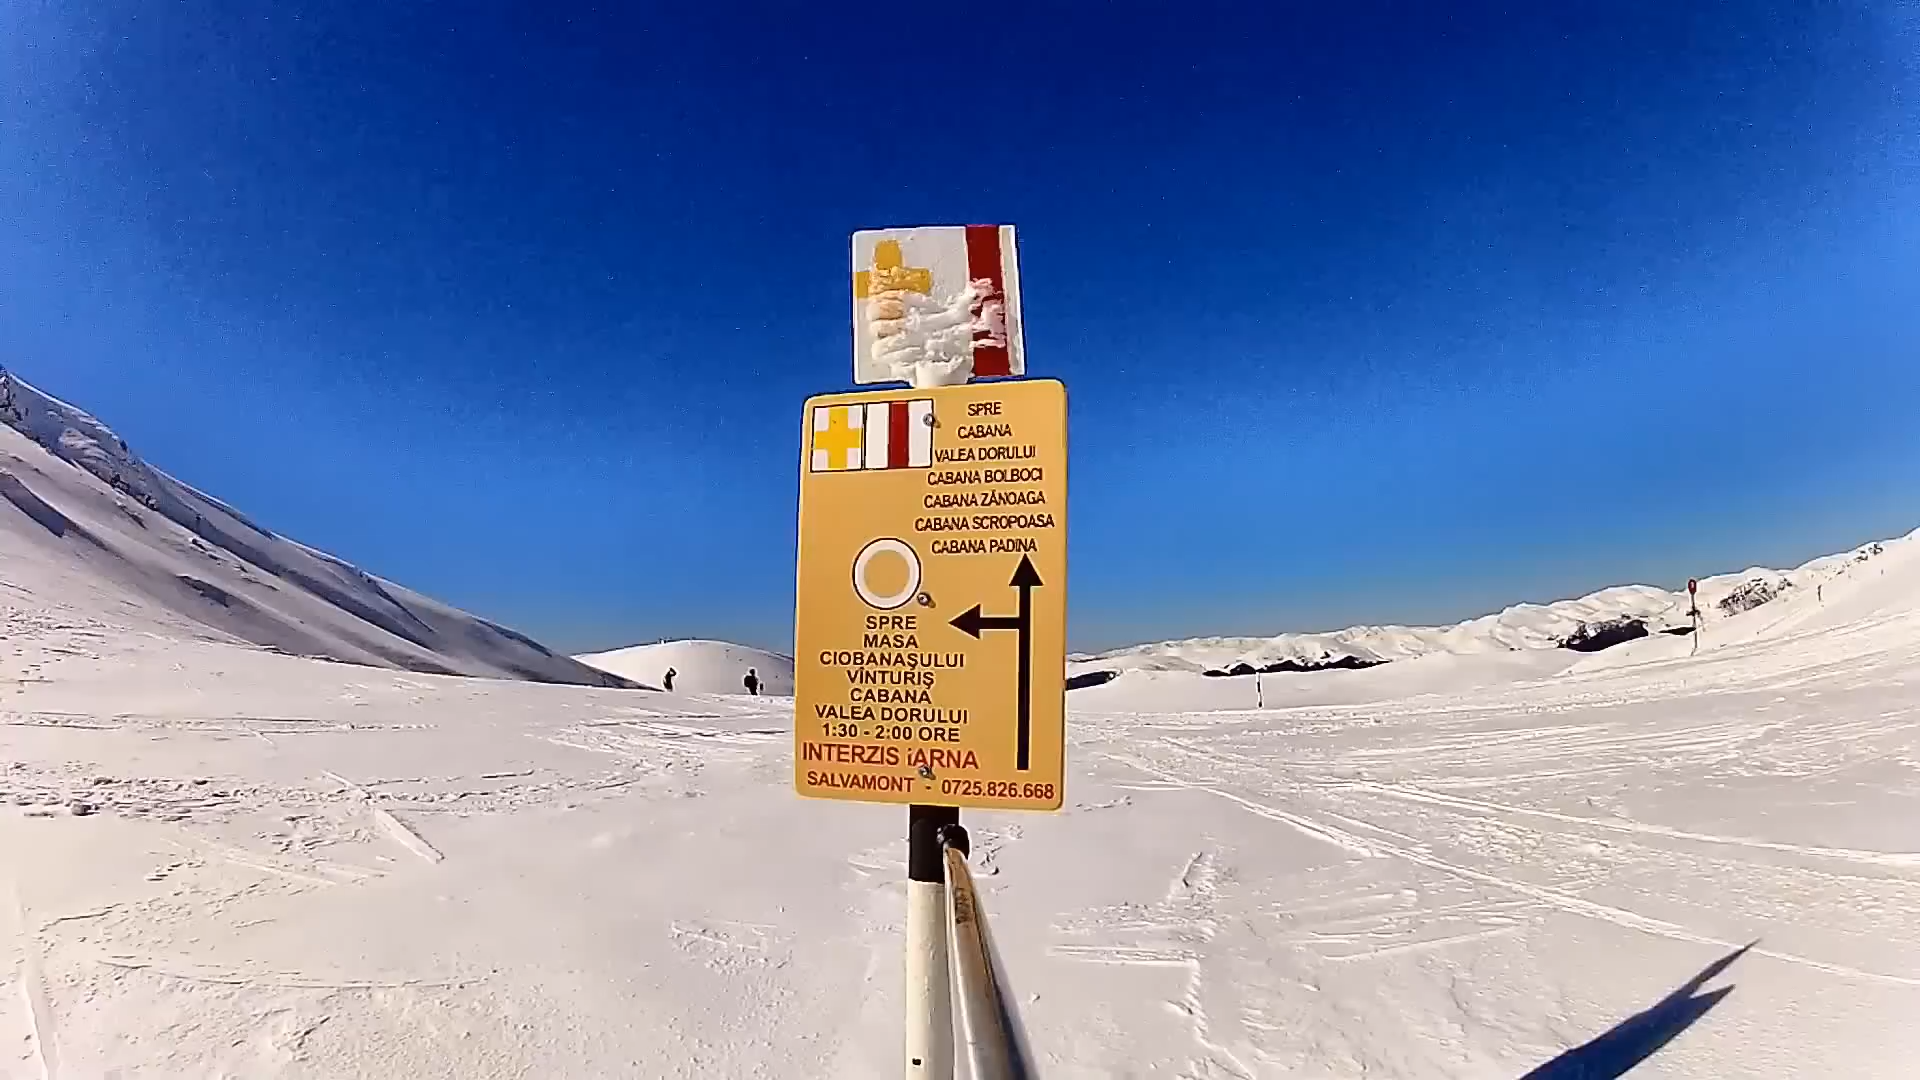 SPRE
CABANA
VALEA DORULUI
CABANA BOLBOCI
CABANA ZĂNOAGA
CABANA SCROPOASA
CABANA PADINA
SPRE
MASA
CIOBANAŞULUI
VÎNTURIŞ
CABANA
VALEA DORULUI
1:30 - 2:00 ORE
INTERZIS iARNA
SALVAMONT - 0725.826.668